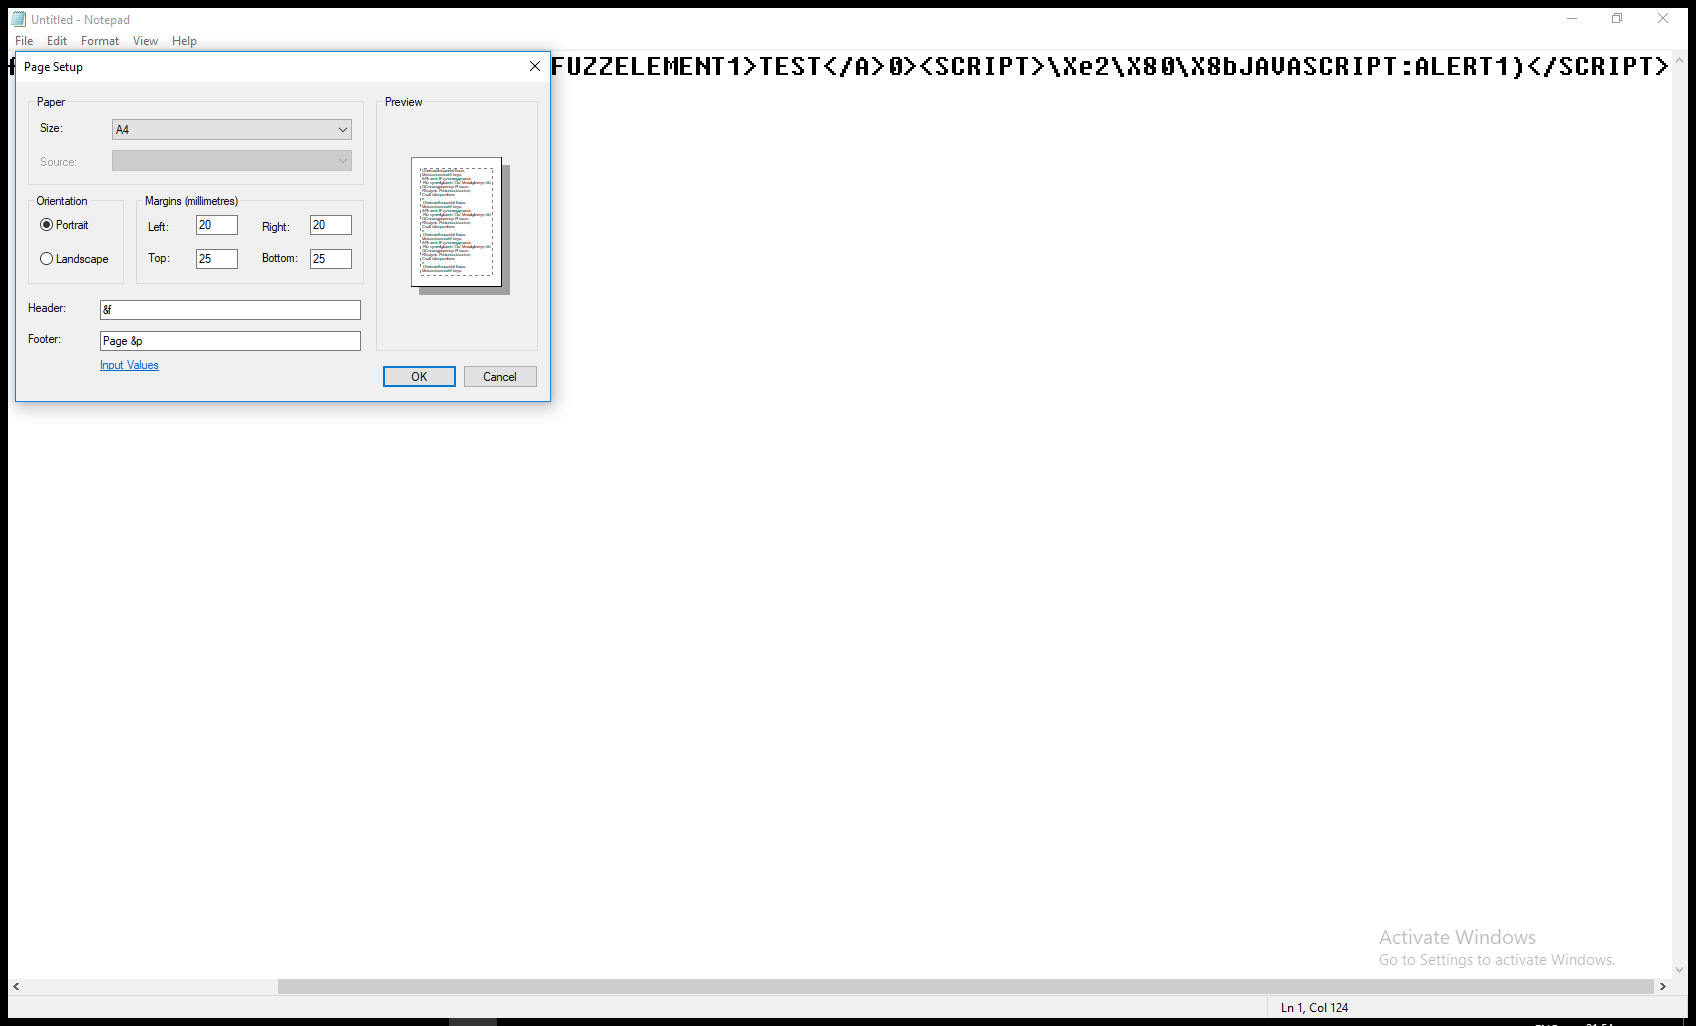 Untitled - Notepad
File Edit Format View Help
FUZZELEMENT1>TEST</A>0><SCRIPT>\Xe2\X80\X8bJAVASCRIPT:ALERT1)</SCRIPT>
Page Setup
Paper
Size: A4
Source:
Orientation
Portrait
Landscape
Margins (millimetres)
Left: 20 Right: 20
Top: 25 Bottom: 25
Header: &f
Footer: Page &p
Input Values
Preview
OK Cancel
Activate Windows
Go to Settings to activate Windows.
Ln 1, Col 124